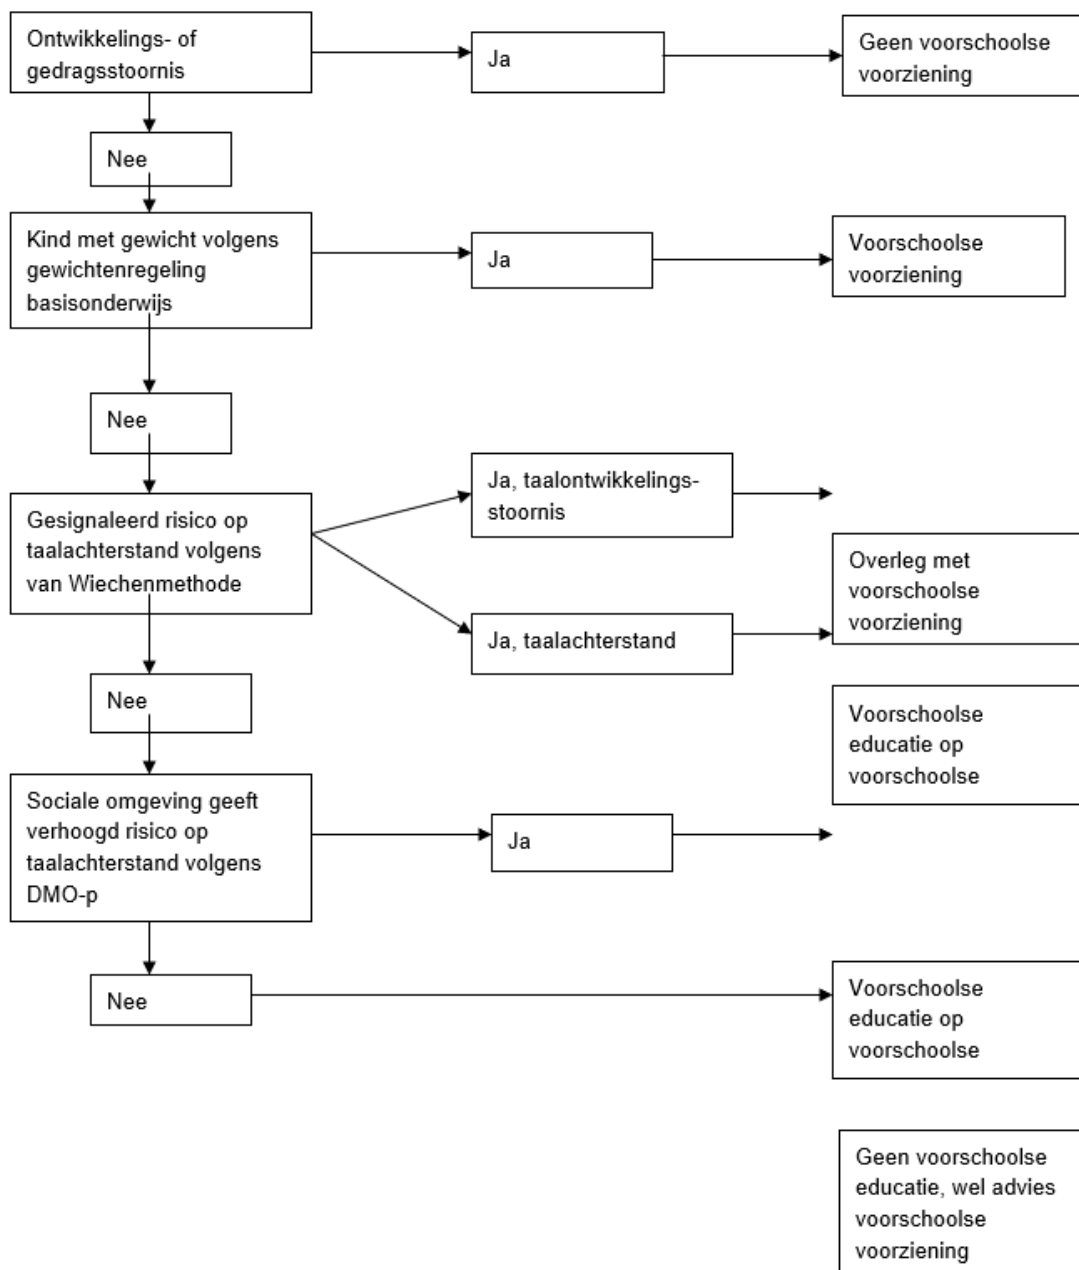 Ontwikkelings- of
gedragsstoornis
Ja
Geen voorschoolse
voorziening
Nee
Kind met gewicht volgens
gewichtenregeling
basisonderwijs
Ja
Voorschoolse
voorziening
Nee
Gesignaleerd risico op
taalachterstand volgens
van Wiechenmethode
Ja, taalontwikkelings-
stoornis
Ja, taalachterstand
Overleg met
voorschoolse
voorziening
Nee
Voorschoolse
educatie op
voorschoolse
Sociale omgeving geeft
verhoogd risico op
taalachterstand volgens
DMO-p
Ja
Nee
Voorschoolse
educatie op
voorschoolse
Geen voorschoolse
educatie, wel advies
voorschoolse
voorziening